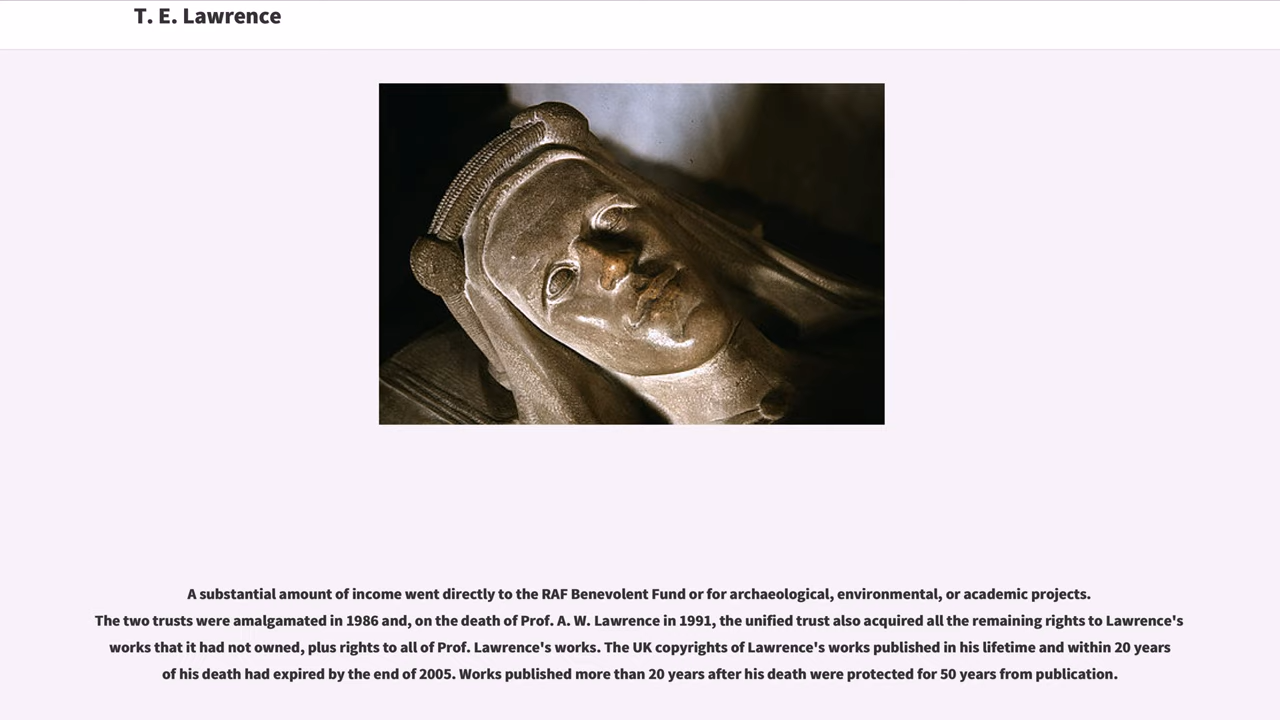 T. E. Lawrence
A substantial amount of income went directly to the RAF Benevolent Fund or for archaeological, environmental, or academic projects.
The two trusts were amalgamated in 1986 and, on the death of Prof. A. W. Lawrence in 1991, the unified trust also acquired all the remaining rights to Lawrence's
works that it had not owned, plus rights to all of Prof. Lawrence's works. The UK copyrights of Lawrence's works published in his lifetime and within 20 years
of his death had expired by the end of 2005. Works published more than 20 years after his death were protected for 50 years from publication.